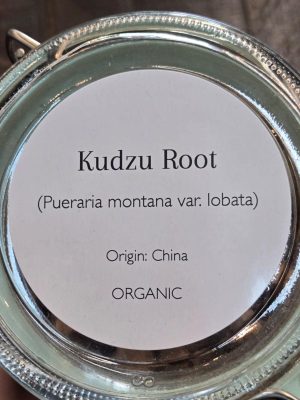 Kudzu Root
(Pueraria montana var. lobata)
Origin: China
ORGANIC